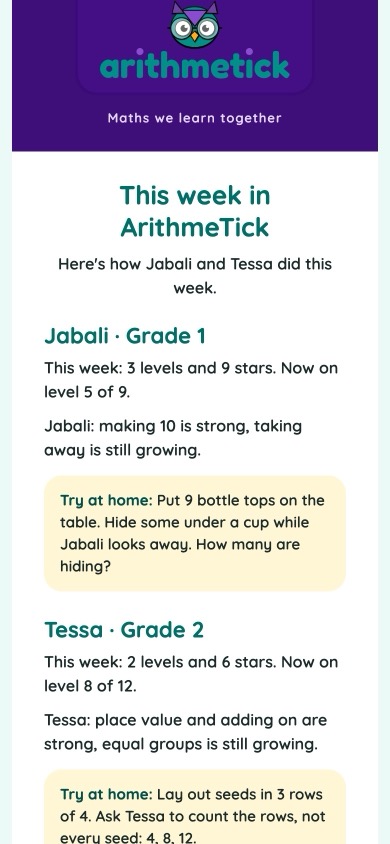 arithmetick
Maths we learn together
This week in
ArithmeTick
Here's how Jabali and Tessa did this
week.
Jabali · Grade 1
This week: 3 levels and 9 stars. Now on
level 5 of 9.
Jabali: making 10 is strong, taking
away is still growing.
Try at home: Put 9 bottle tops on the
table. Hide some under a cup while
Jabali looks away. How many are
hiding?
Tessa · Grade 2
This week: 2 levels and 6 stars. Now on
level 8 of 12.
Tessa: place value and adding on are
strong, equal groups is still growing.
Try at home: Lay out seeds in 3 rows
of 4. Ask Tessa to count the rows, not
every seed: 4, 8, 12.